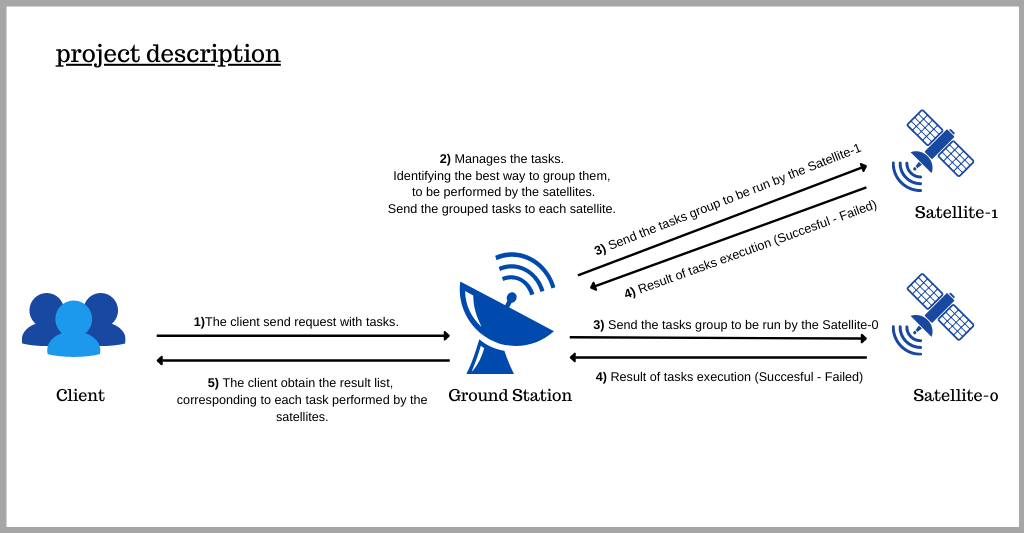 project description
2) Manages the tasks.
Identifying the best way to group them,
to be performed by the satellites.
Send the grouped tasks to each satellite.
3) Send the tasks group to be run by the Satellite-1
4) Result of tasks execution (Succesful - Failed)
Satellite-1
1)The client send request with tasks.
5) The client obtain the result list,
corresponding to each task performed by the
satellites.
3) Send the tasks group to be run by the Satellite-0
4) Result of tasks execution (Succesful - Failed)
Client
Ground Station
Satellite-0